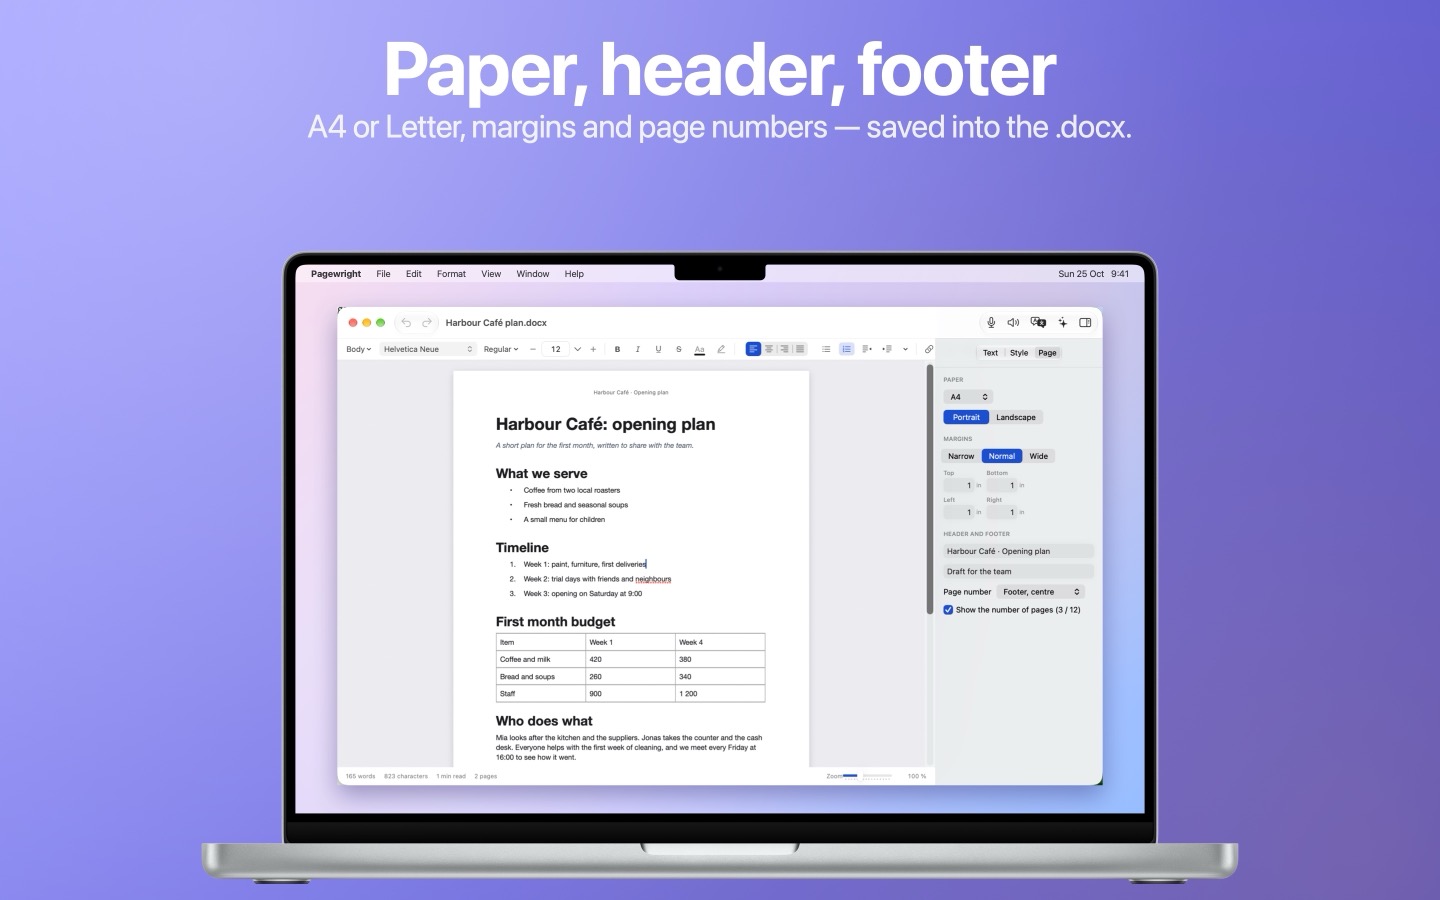 Paper, header, footer
A4 or Letter, margins and page numbers — saved into the .docx.
Pagewright File Edit Format View Window Help
Sun 25 Oct 9:41
Harbour Café plan.docx
Body Helvetica Neue Regular 12 B I U S Aa
Text Style Page
PAPER
A4
Portrait Landscape
MARGINS
Narrow Normal Wide
Top Bottom
1 in 1 in
Left Right
1 in 1 in
HEADER AND FOOTER
Harbour Café · Opening plan
Draft for the team
Page number Footer, centre
Show the number of pages (3 / 12)
Harbour Café · Opening plan
Harbour Café: opening plan
A short plan for the first month, written to share with the team.
What we serve
• Coffee from two local roasters
• Fresh bread and seasonal soups
• A small menu for children
Timeline
1. Week 1: paint, furniture, first deliveries
2. Week 2: trial days with friends and neighbours
3. Week 3: opening on Saturday at 9:00
First month budget
Item Week 1 Week 4
Coffee and milk 420 380
Bread and soups 260 340
Staff 900 1 200
Who does what
Mia looks after the kitchen and the suppliers. Jonas takes the counter and the cash
desk. Everyone helps with the first week of cleaning, and we meet every Friday at
16:00 to see how it went.
165 words 823 characters 1 min read 2 pages
Zoom 100 %